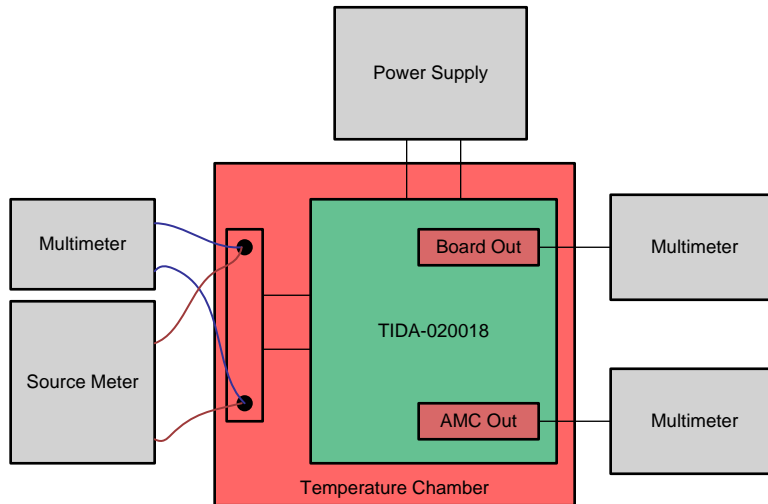 Power Supply
Multimeter
Board Out
Multimeter
TIDA-020018
Source Meter
AMC Out
Multimeter
Temperature Chamber